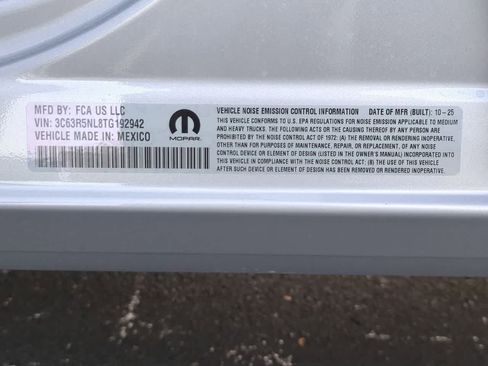 MFD BY: FCA US LLC
VIN: 3C63R5NL8TG192942
VEHICLE MADE IN: MEXICO
MOPAR
VEHICLE NOISE EMISSION CONTROL INFORMATION DATE OF MFR (BUILT): 10-25
THIS VEHICLE CONFORMS TO U.S. EPA REGULATIONS FOR NOISE EMISSION APPLICABLE TO MEDIUM
AND HEAVY TRUCKS. THE FOLLOWING ACTS OR THE CAUSING THEREOF BY ANY PERSON ARE
PROHIBITED BY THE NOISE CONTROL ACT OF 1972: (A) THE REMOVAL OR RENDERING INOPERATIVE,
OTHER THAN FOR PURPOSES OF MAINTENANCE, REPAIR, OR REPLACEMENT, OF ANY NOISE
CONTROL DEVICE OR ELEMENT OF DESIGN (LISTED IN THE OWNER'S MANUAL) INCORPORATED INTO
THIS VEHICLE IN COMPLIANCE WITH THE NOISE CONTROL ACT; (B) THE USE OF THIS VEHICLE
AFTER SUCH DEVICE OR ELEMENT OF DESIGN HAS BEEN REMOVED OR RENDERED INOPERATIVE.